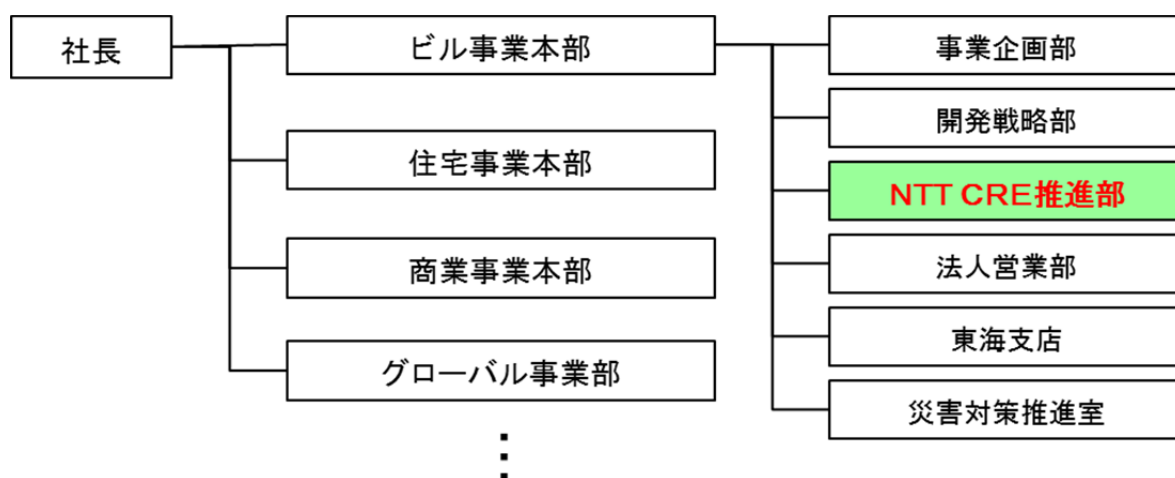 社長
ビル事業本部
住宅事業本部
商業事業本部
グローバル事業部
事業企画部
開発戦略部
NTT CRE推進部
法人営業部
東海支店
災害対策推進室